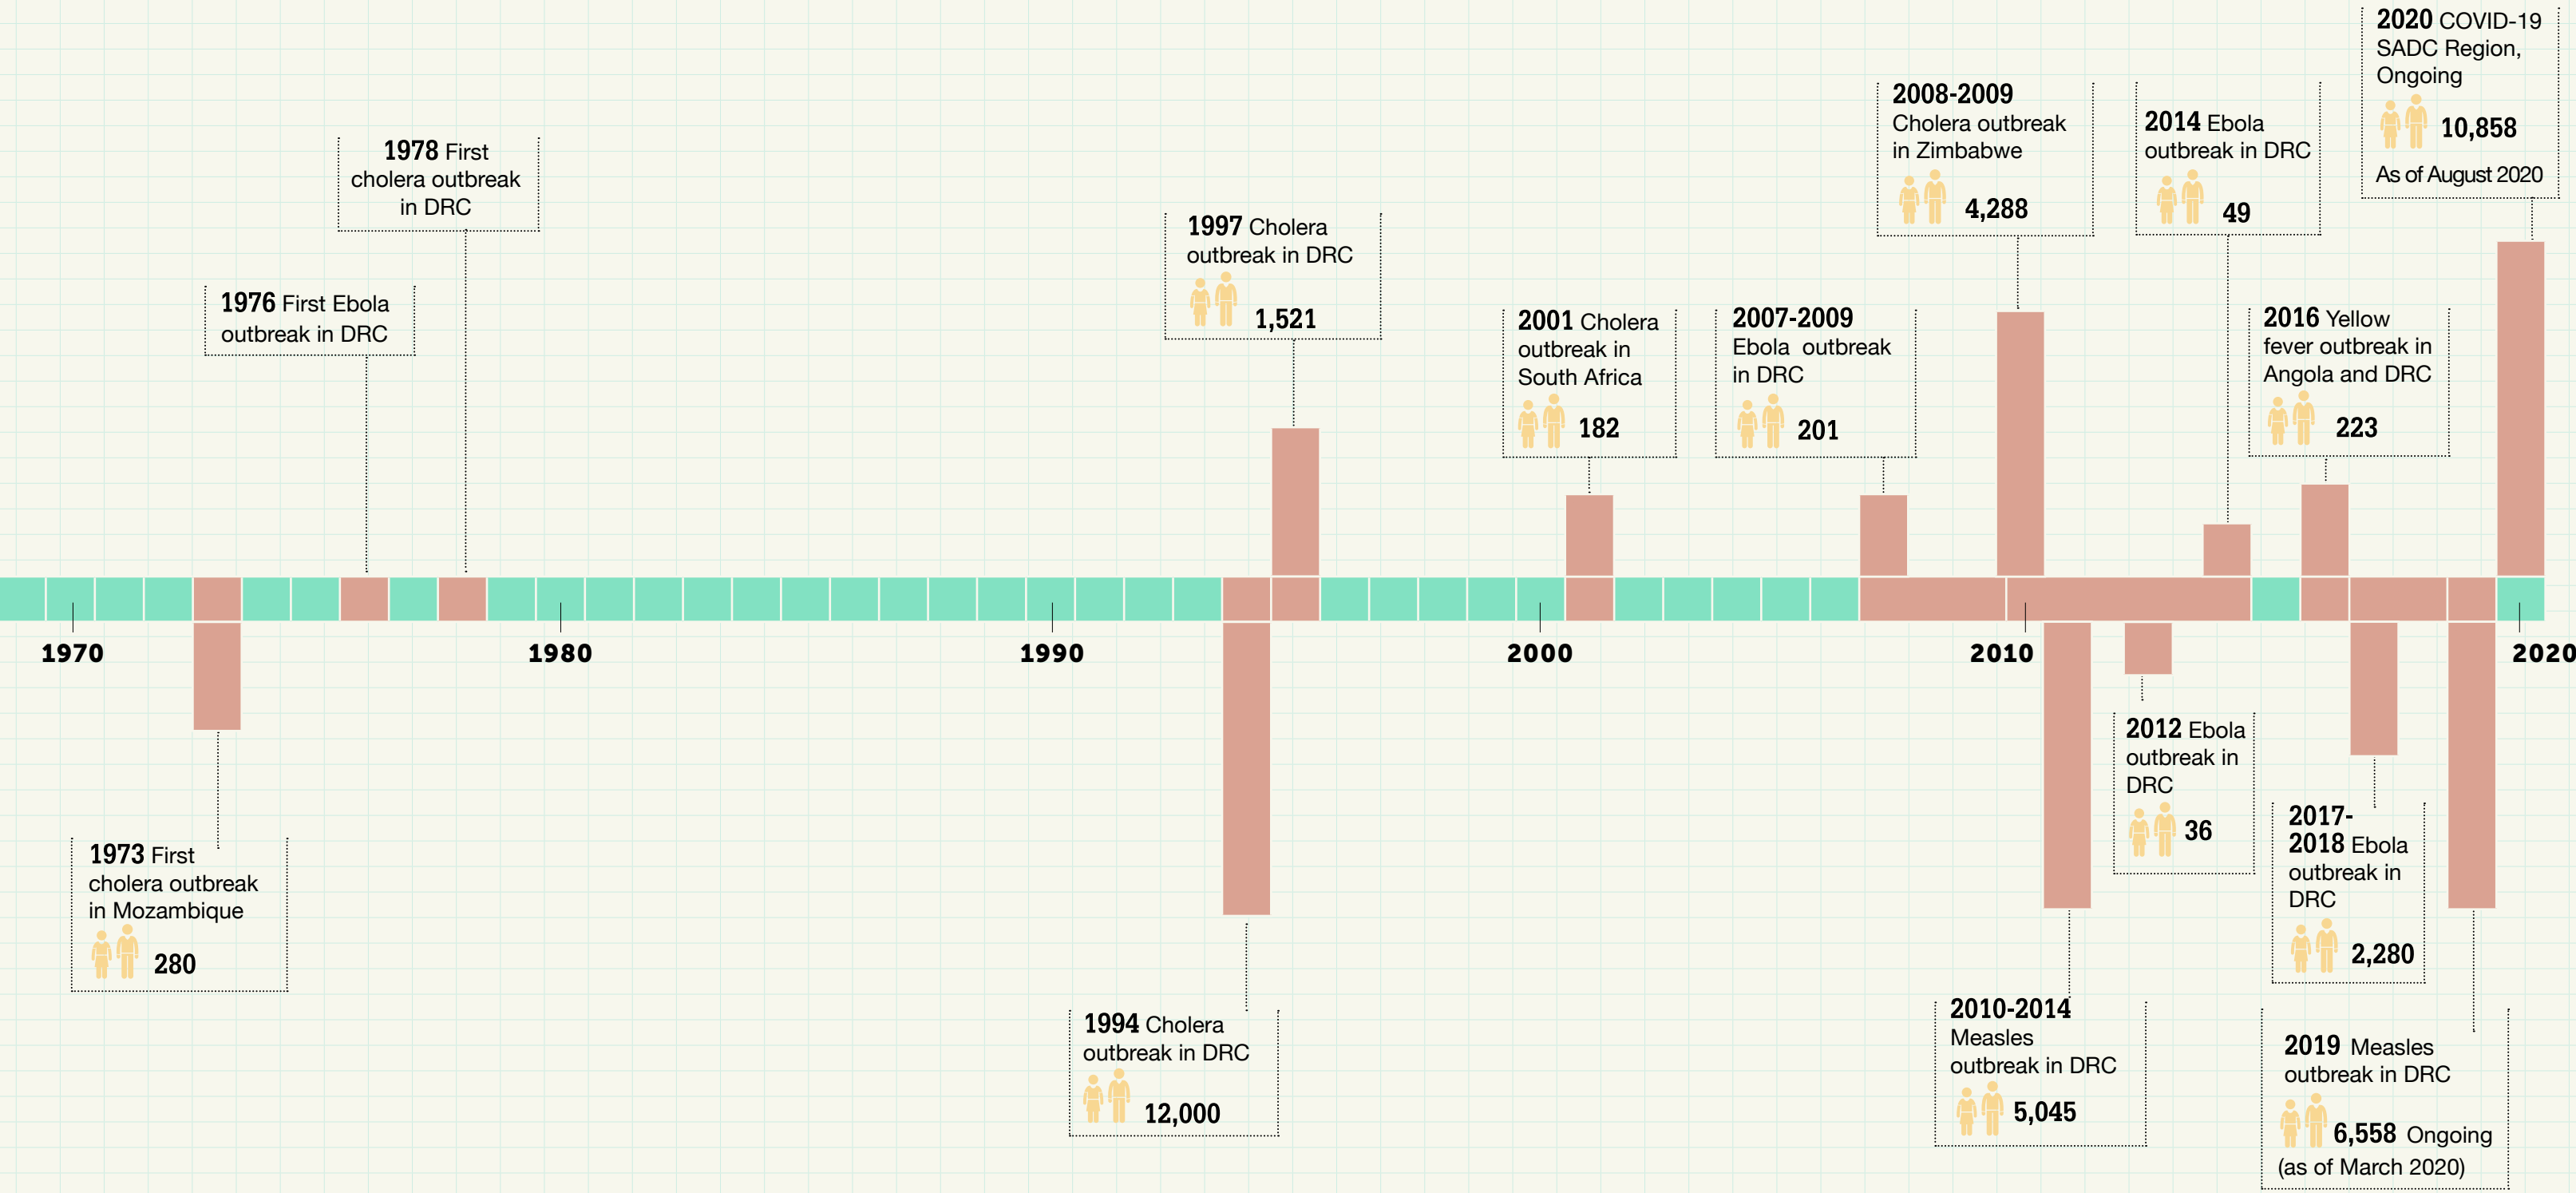 1973 First
cholera outbreak
in Mozambique
280
1976 First Ebola
outbreak in DRC
1978 First
cholera outbreak
in DRC
1994 Cholera
outbreak in DRC
12,000
1997 Cholera
outbreak in DRC
1,521
2001 Cholera
outbreak in
South Africa
182
2007-2009
Ebola outbreak
in DRC
201
2008-2009
Cholera outbreak
in Zimbabwe
4,288
2010-2014
Measles
outbreak in DRC
5,045
2012 Ebola
outbreak in
DRC
36
2014 Ebola
outbreak in DRC
49
2016 Yellow
fever outbreak in
Angola and DRC
223
2017-
2018 Ebola
outbreak in
DRC
2,280
2019 Measles
outbreak in DRC
6,558 Ongoing
(as of March 2020)
2020 COVID-19
SADC Region,
Ongoing
10,858
As of August 2020
1970
1980
1990
2000
2010
2020